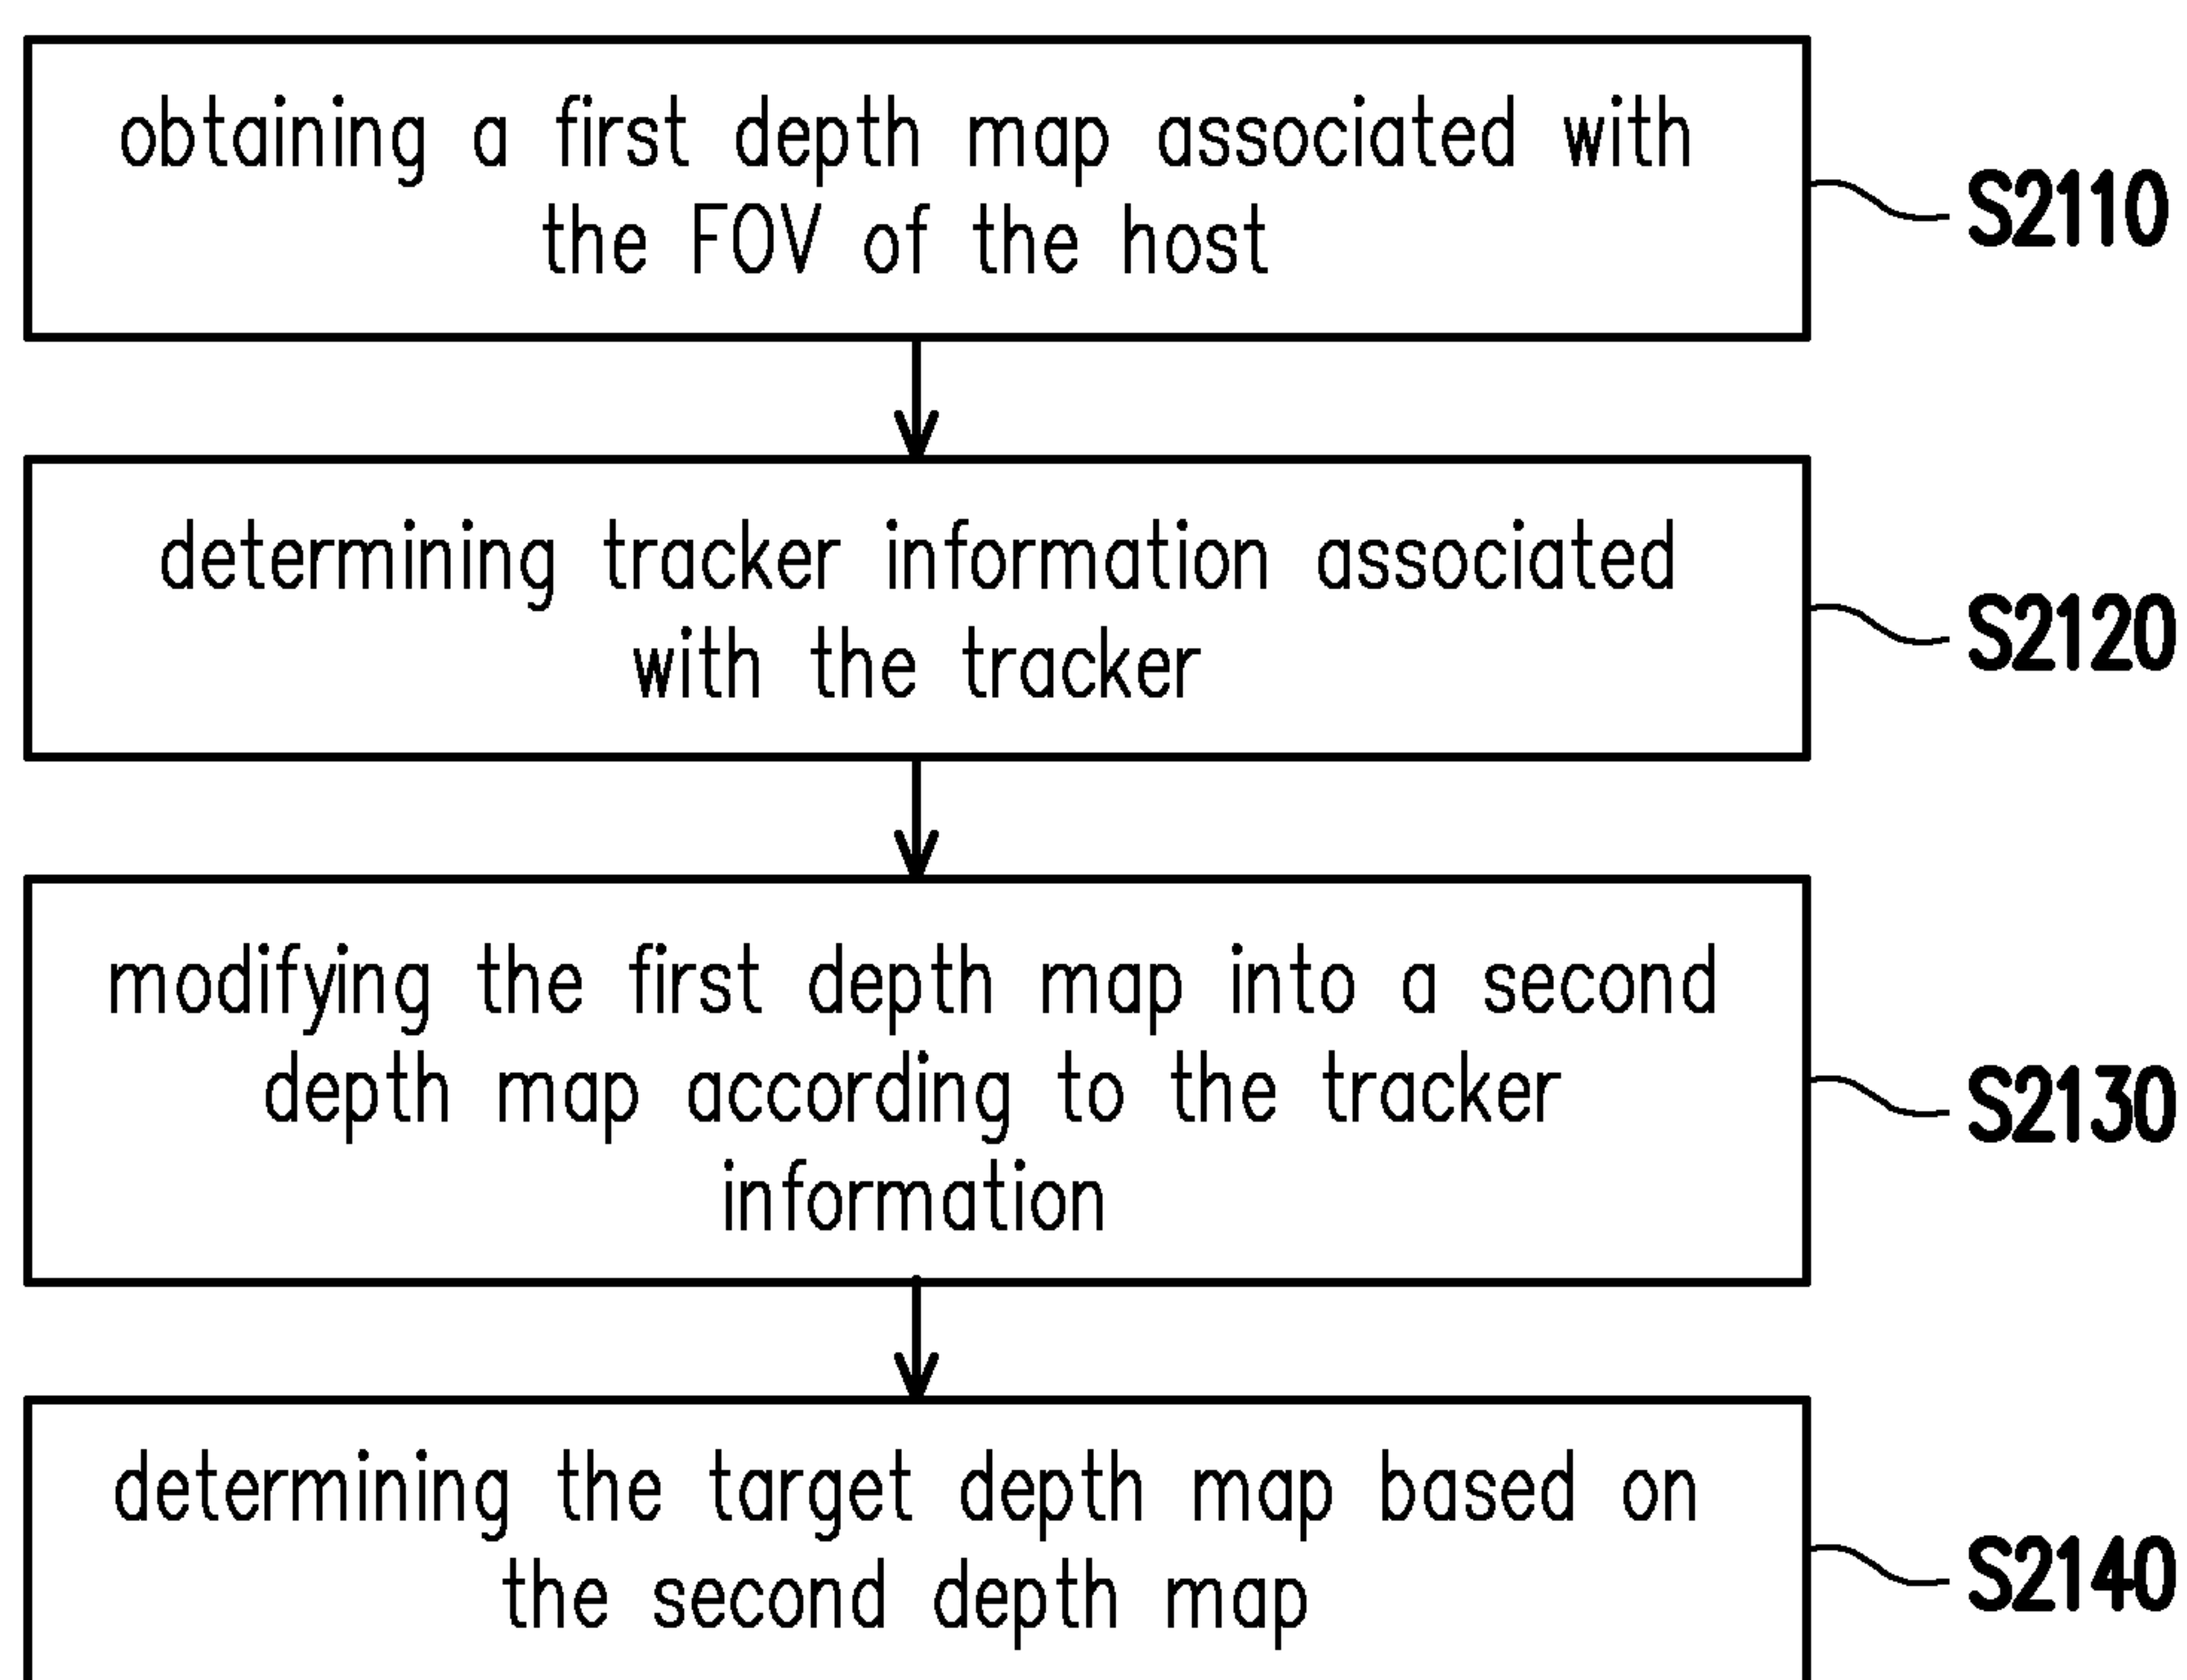 obtaining a first depth map associated with
the FOV of the host
S2110
determining tracker information associated
with the tracker
S2120
modifying the first depth map into a second
depth map according to the tracker
information
S2130
determining the target depth map based on
the second depth map
S2140